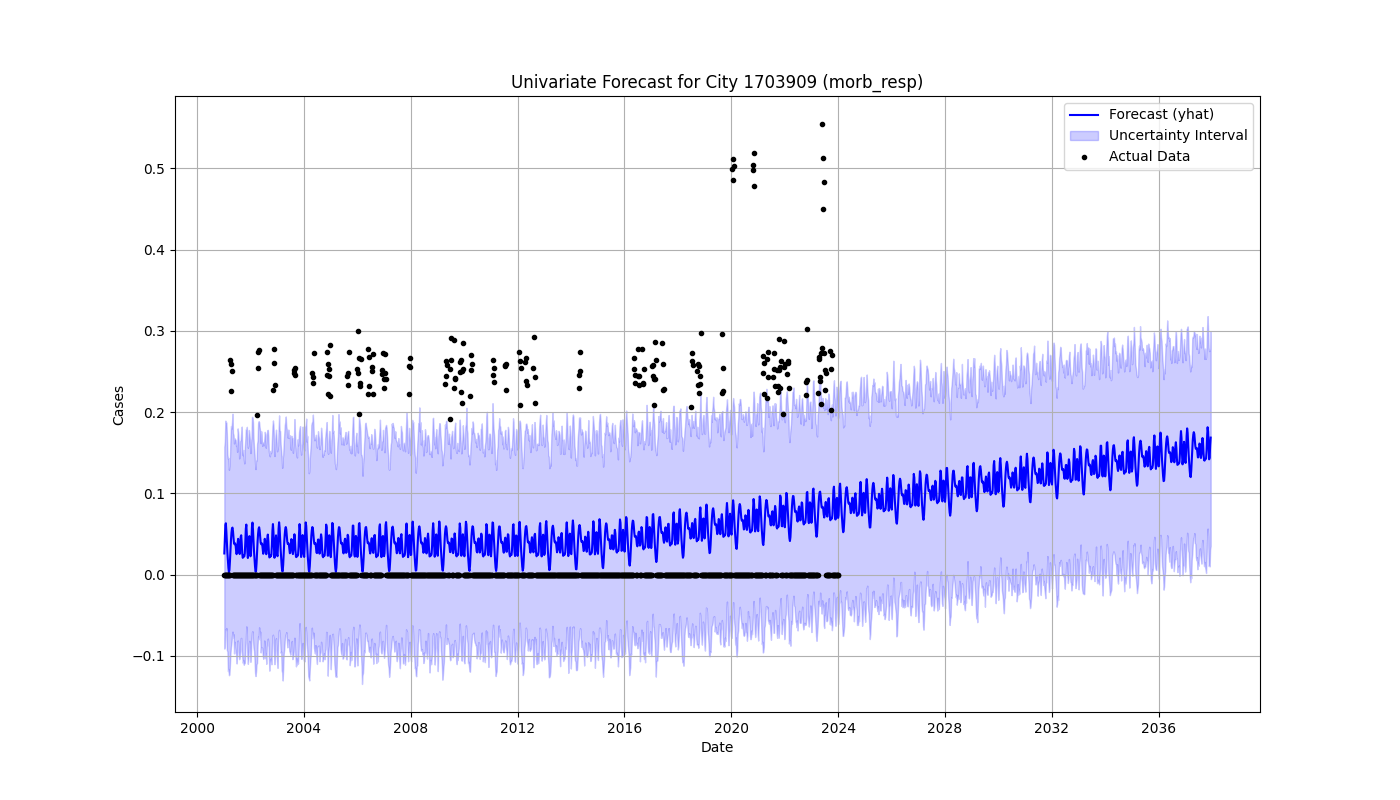 Univariate Forecast for City 1703909 (morb_resp)
Forecast (yhat)
Uncertainty Interval
Actual Data
Cases
0.5
0.4
0.3
0.2
0.1
0.0
−0.1
2000 2004 2008 2012 2016 2020 2024 2028 2032 2036
Date